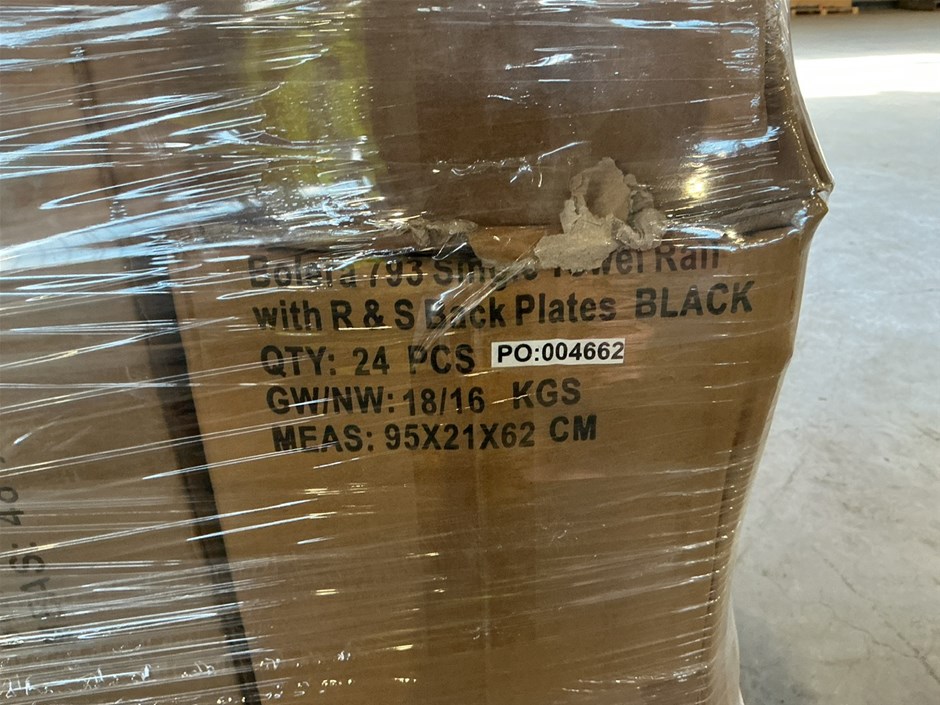 Bolera 793 Single Towel Rail
with R & S Back Plates BLACK
QTY: 24 PCS PO:004662
GW/NW: 18/16 KGS
MEAS: 95X21X62 CM